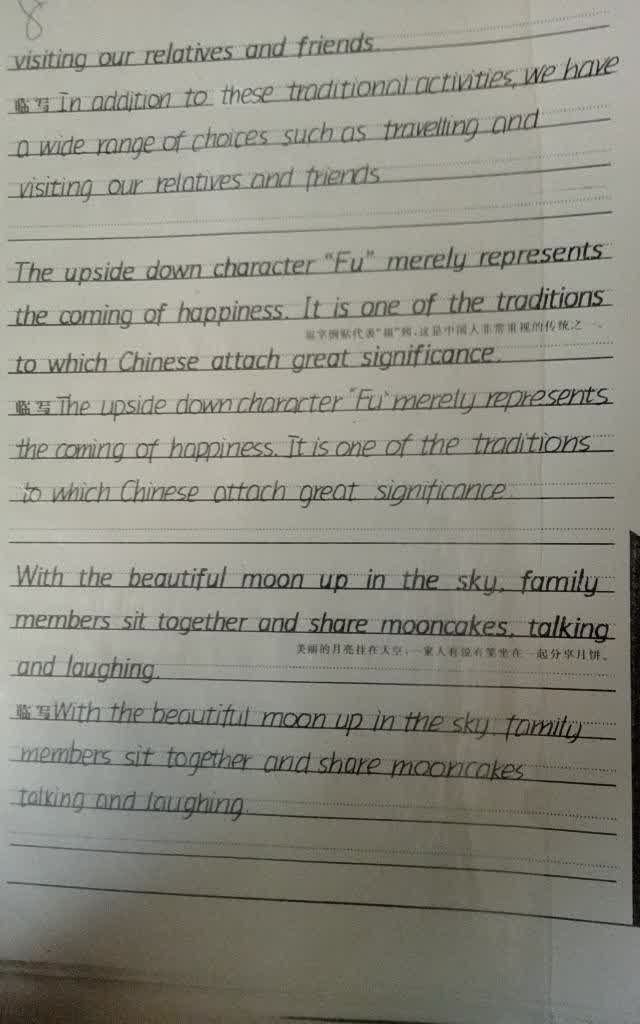 8
visiting our relatives and friends.
临写 In addition to these traditional activities, we have
a wide range of choices such as travelling and
visiting our relatives and friends
The upside down character "Fu" merely represents
the coming of happiness. It is one of the traditions
福字倒贴代表"福"到,这是中国人非常重视的传统之一。
to which Chinese attach great significance.
临写 The upside down character "Fu" merely represents
the coming of happiness. It is one of the traditions
to which Chinese attach great significance.
With the beautiful moon up in the sky, family
members sit together and share mooncakes, talking
美丽的月亮挂在天空,一家人有说有笑坐在一起分享月饼。
and laughing.
临写 With the beautiful moon up in the sky, family
members sit together and share mooncakes
talking and laughing.